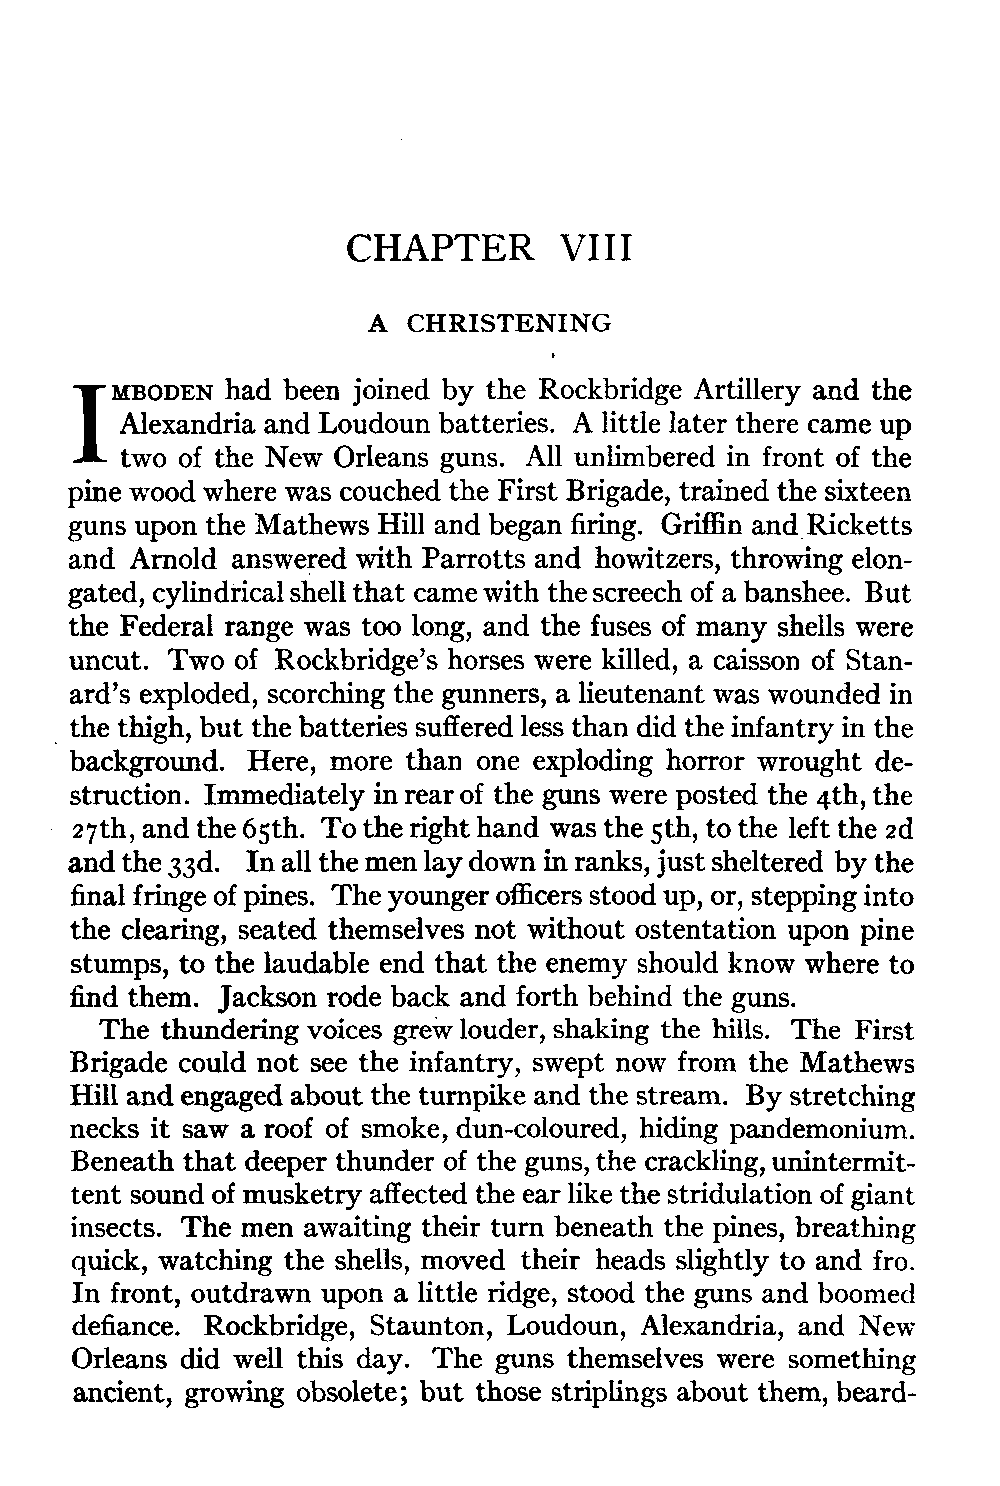 CHAPTER VIII
A CHRISTENING
IMBODEN had been joined by the Rockbridge Artillery and the
Alexandria and Loudoun batteries. A little later there came up
two of the New Orleans guns. All unlimbered in front of the
pine wood where was couched the First Brigade, trained the sixteen
guns upon the Mathews Hill and began firing. Griffin and Ricketts
and Arnold answered with Parrotts and howitzers, throwing elon-
gated, cylindrical shell that came with the screech of a banshee. But
the Federal range was too long, and the fuses of many shells were
uncut. Two of Rockbridge's horses were killed, a caisson of Stan-
ard's exploded, scorching the gunners, a lieutenant was wounded in
the thigh, but the batteries suffered less than did the infantry in the
background. Here, more than one exploding horror wrought de-
struction. Immediately in rear of the guns were posted the 4th, the
27th, and the 65th. To the right hand was the 5th, to the left the 2d
and the 33d. In all the men lay down in ranks, just sheltered by the
final fringe of pines. The younger officers stood up, or, stepping into
the clearing, seated themselves not without ostentation upon pine
stumps, to the laudable end that the enemy should know where to
find them. Jackson rode back and forth behind the guns.
The thundering voices grew louder, shaking the hills. The First
Brigade could not see the infantry, swept now from the Mathews
Hill and engaged about the turnpike and the stream. By stretching
necks it saw a roof of smoke, dun-coloured, hiding pandemonium.
Beneath that deeper thunder of the guns, the crackling, unintermit-
tent sound of musketry affected the ear like the stridulation of giant
insects. The men awaiting their turn beneath the pines, breathing
quick, watching the shells, moved their heads slightly to and fro.
In front, outdrawn upon a little ridge, stood the guns and boomed
defiance. Rockbridge, Staunton, Loudoun, Alexandria, and New
Orleans did well this day. The guns themselves were something
ancient, growing obsolete; but those striplings about them, beard-